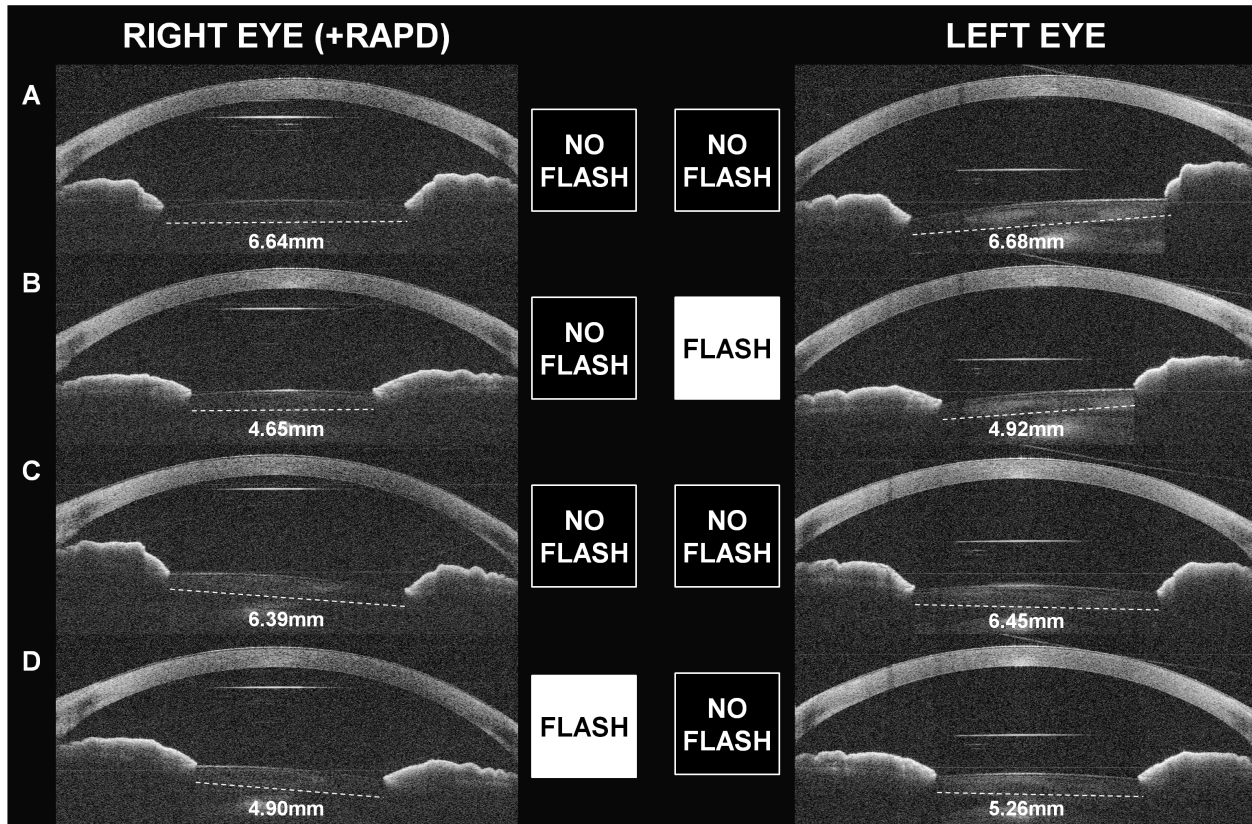 RIGHT EYE (+RAPD)
LEFT EYE
A
NO
FLASH
NO
FLASH
6.64mm
6.68mm
B
NO
FLASH
FLASH
4.65mm
4.92mm
C
NO
FLASH
NO
FLASH
6.39mm
6.45mm
D
FLASH
NO
FLASH
4.90mm
5.26mm